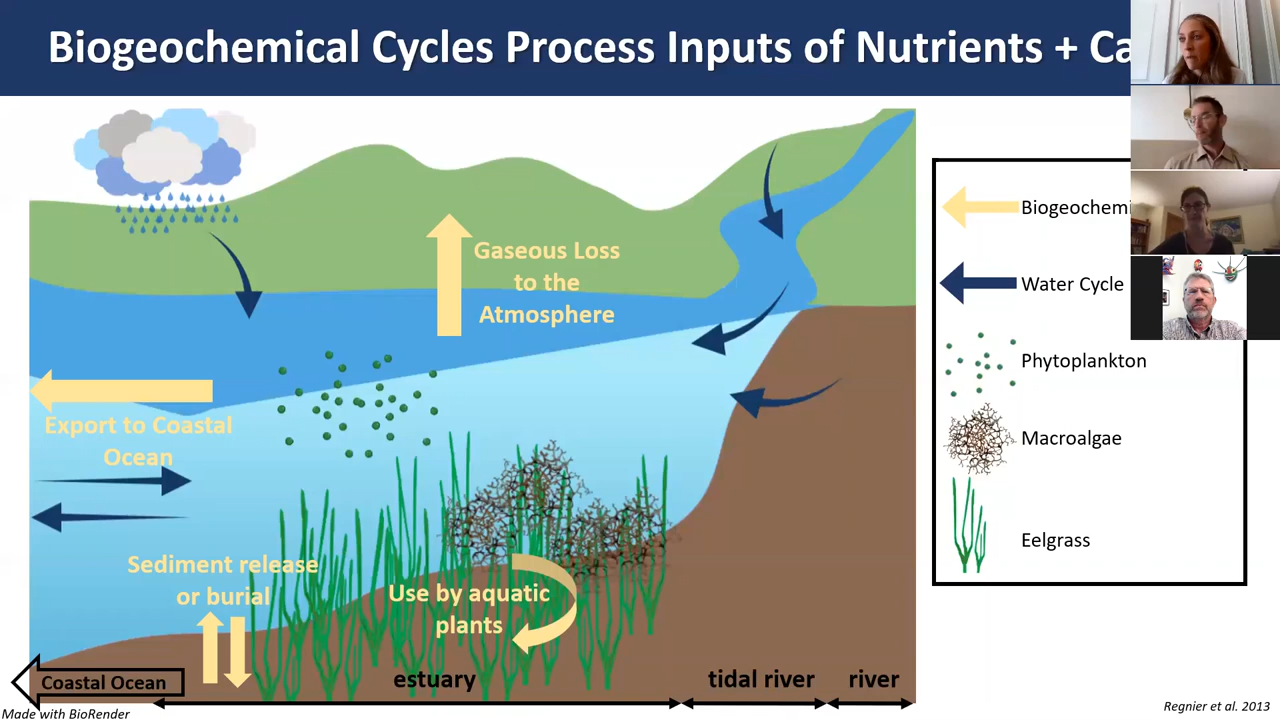 Biogeochemical Cycles Process Inputs of Nutrients +
Gaseous Loss
to the
Atmosphere
Export to Coastal
Ocean
Sediment release
or burial
Use by aquatic
plants
Coastal Ocean
estuary
tidal river
river
Made with BioRender
Water Cycle
Phytoplankton
Macroalgae
Eelgrass
Regnier et al. 2013